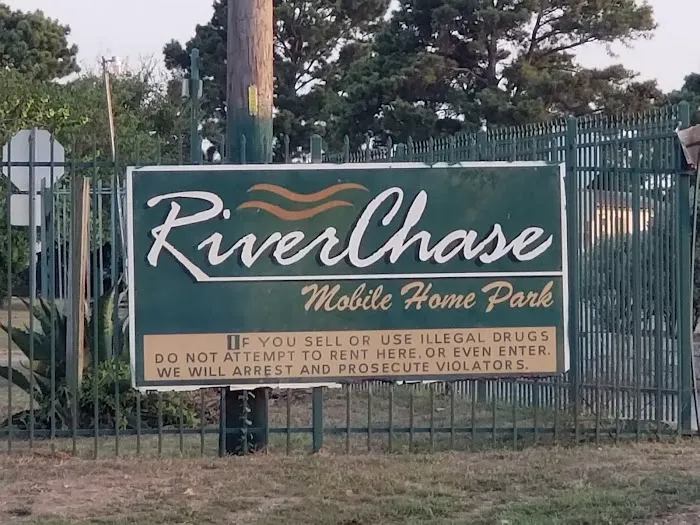 RiverChase
Mobile Home Park
IF YOU SELL OR USE ILLEGAL DRUGS
DO NOT ATTEMPT TO RENT HERE, OR EVEN ENTER.
WE WILL ARREST AND PROSECUTE VIOLATORS.